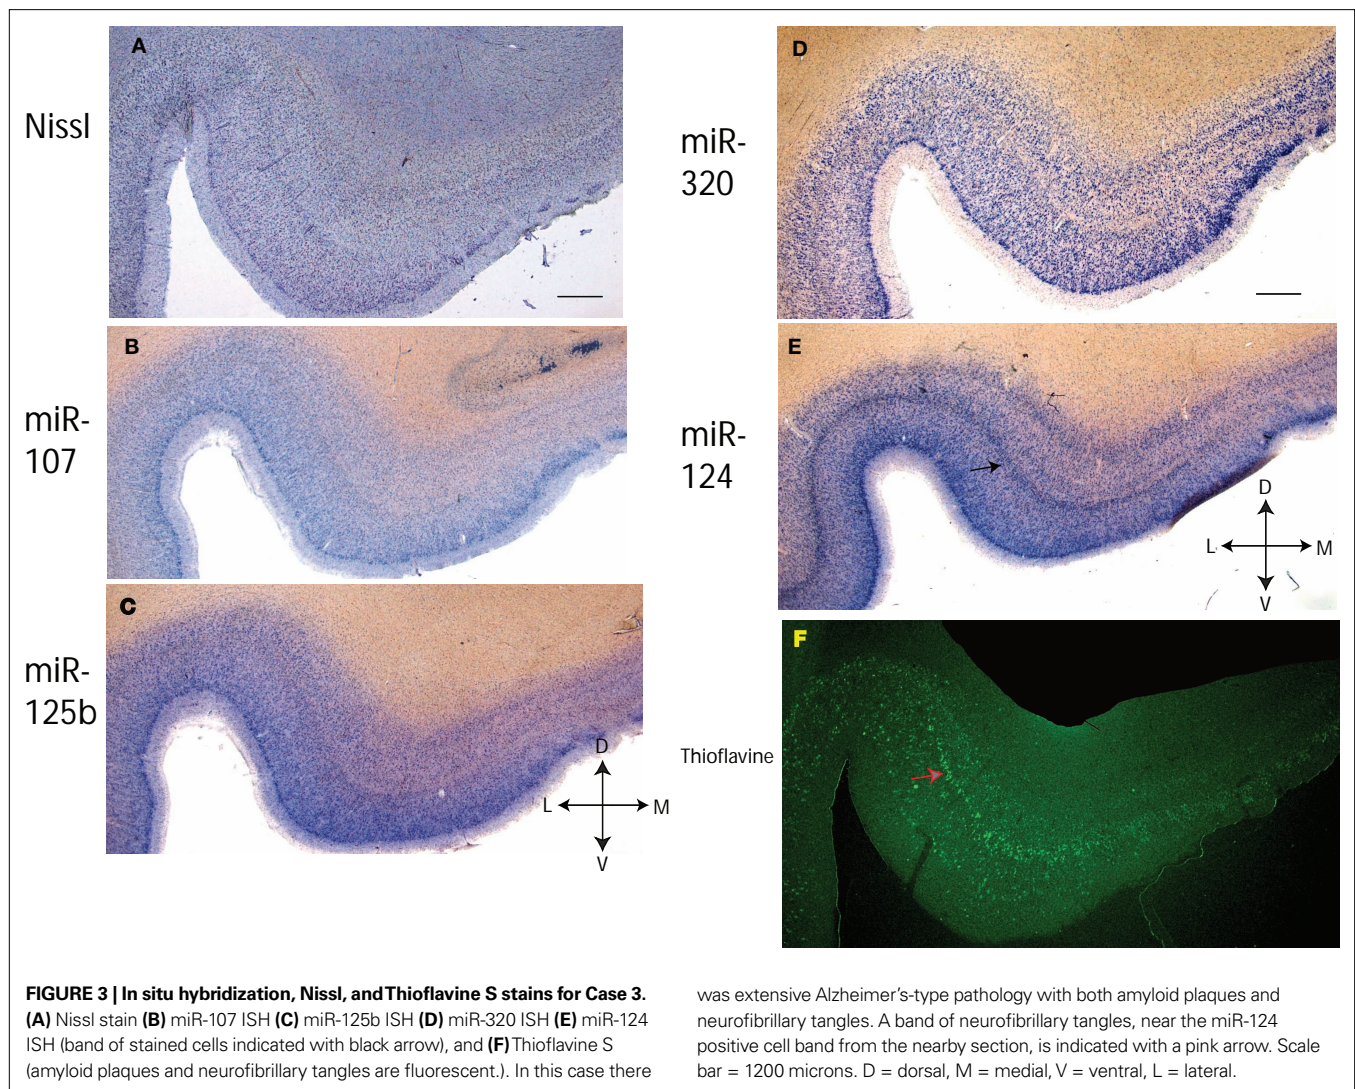 A
Nissl
B
miR-
107
C
miR-
125b
D
L
M
V
D
miR-
320
E
miR-
124
D
L
M
V
F
Thioflavine
FIGURE 3 | In situ hybridization, Nissl, and Thioflavine S stains for Case 3.
(A) Nissl stain (B) miR-107 ISH (C) miR-125b ISH (D) miR-320 ISH (E) miR-124
ISH (band of stained cells indicated with black arrow), and (F) Thioflavine S
(amyloid plaques and neurofibrillary tangles are fluorescent.). In this case there
was extensive Alzheimer's-type pathology with both amyloid plaques and
neurofibrillary tangles. A band of neurofibrillary tangles, near the miR-124
positive cell band from the nearby section, is indicated with a pink arrow. Scale
bar = 1200 microns. D = dorsal, M = medial, V = ventral, L = lateral.